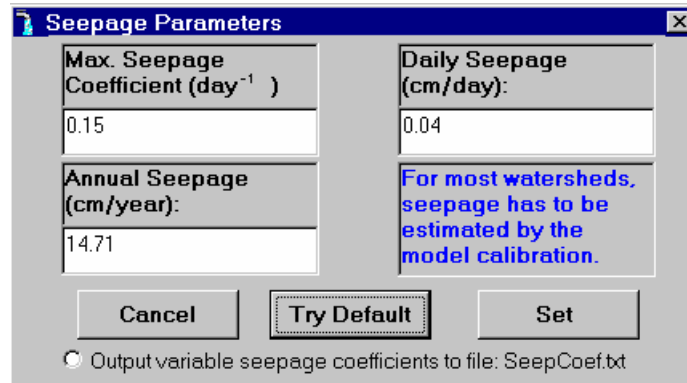 Seepage Parameters
Max. Seepage
Coefficient (day⁻¹ )
0.15
Daily Seepage
(cm/day):
0.04
Annual Seepage
(cm/year):
14.71
For most watersheds,
seepage has to be
estimated by the
model calibration.
Cancel
Try Default
Set
Output variable seepage coefficients to file: SeepCoef.txt